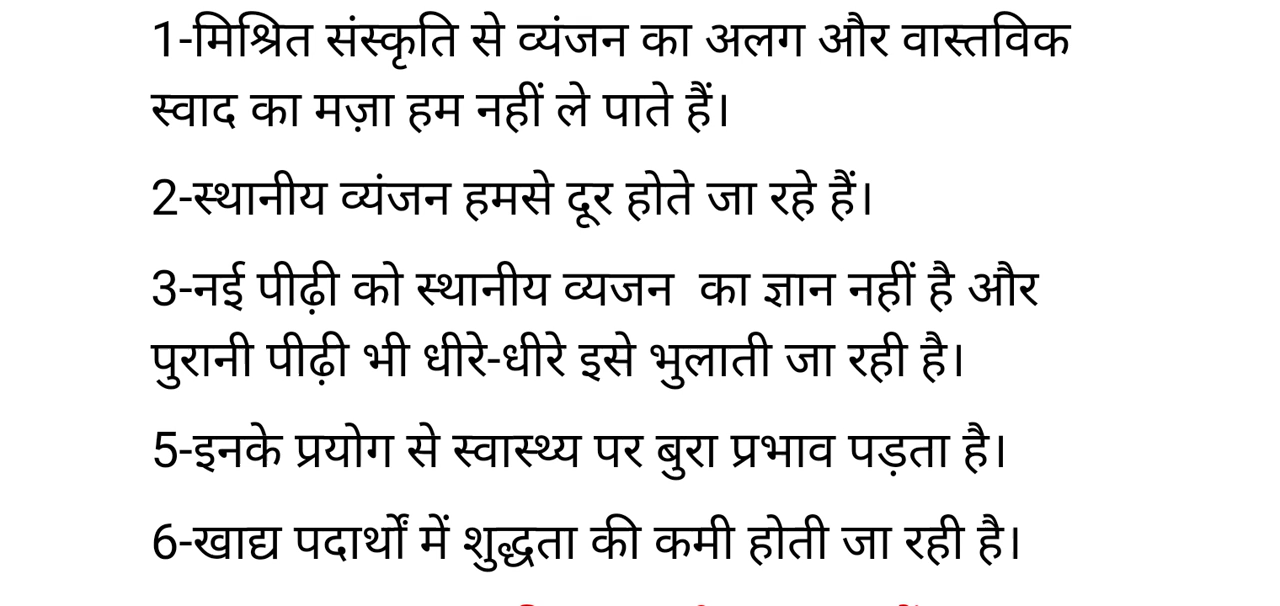 1-मिश्रित संस्कृति से व्यंजन का अलग और वास्तविक
स्वाद का मज़ा हम नहीं ले पाते हैं।
2-स्थानीय व्यंजन हमसे दूर होते जा रहे हैं।
3-नई पीढ़ी को स्थानीय व्यजन  का ज्ञान नहीं है और
पुरानी पीढ़ी भी धीरे-धीरे इसे भुलाती जा रही है।
5-इनके प्रयोग से स्वास्थ्य पर बुरा प्रभाव पड़ता है।
6-खाद्य पदार्थों में शुद्धता की कमी होती जा रही है।